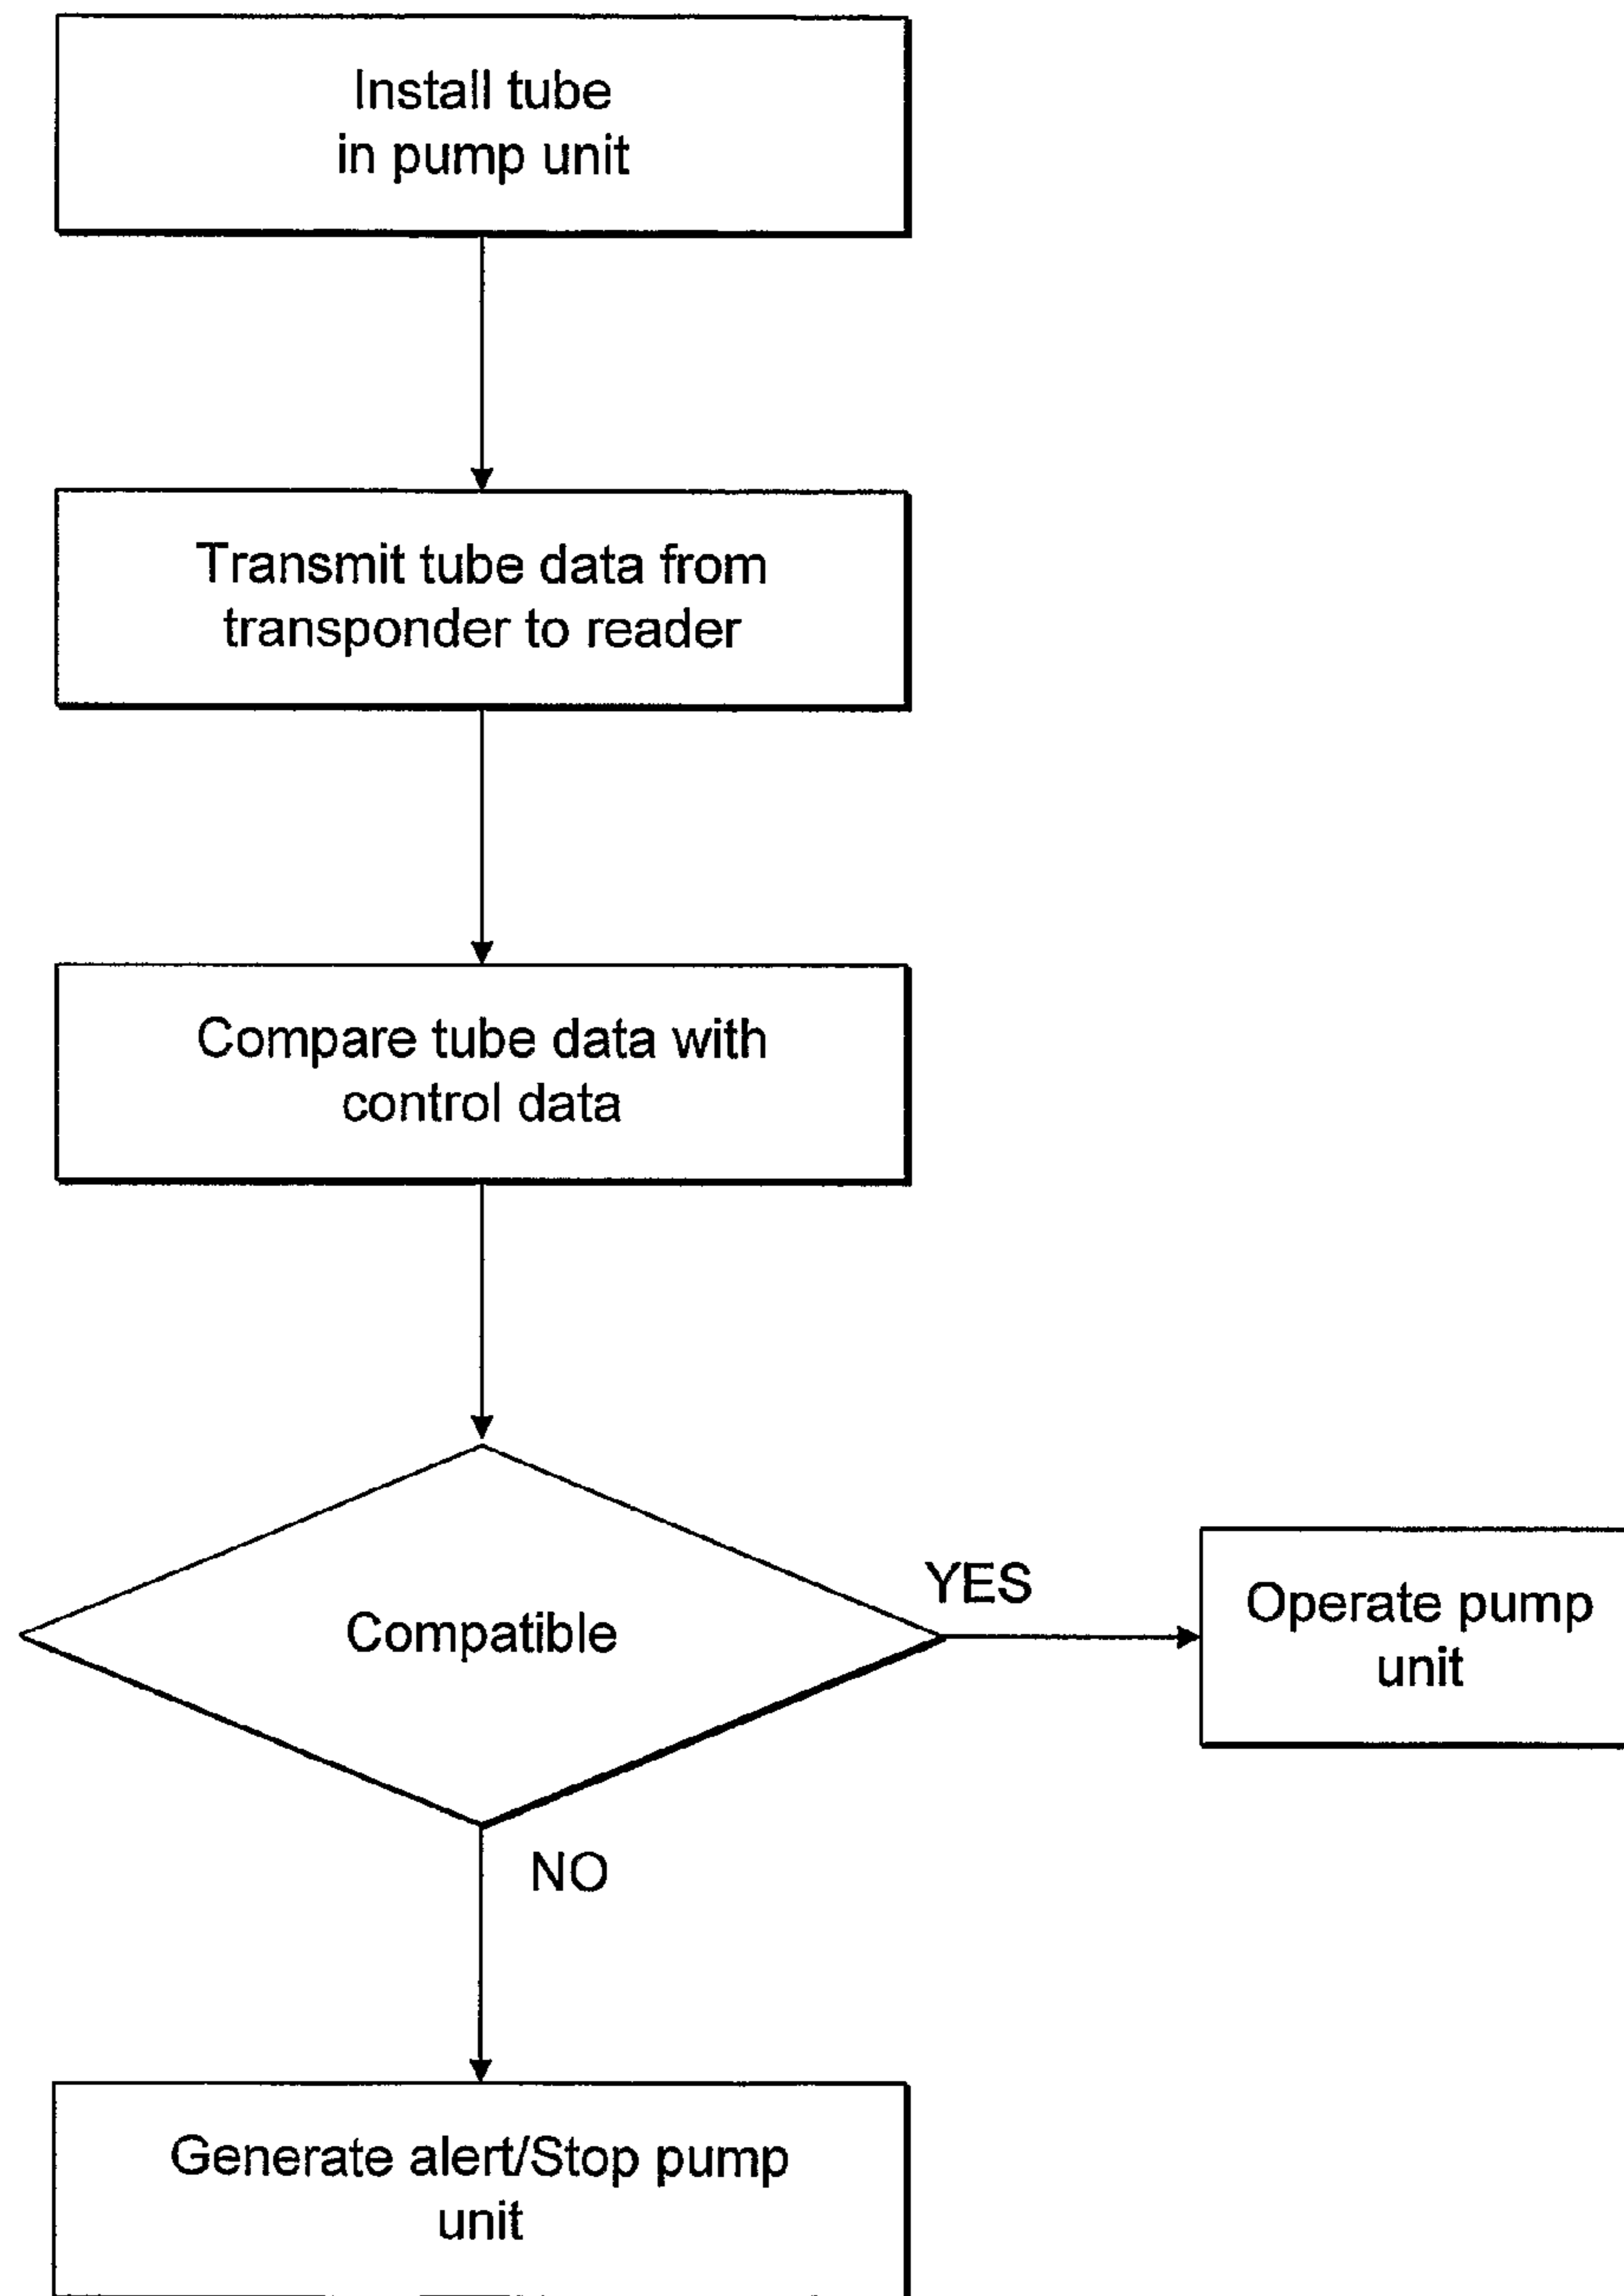 Install tube
in pump unit
Transmit tube data from
transponder to reader
Compare tube data with
control data
Compatible
YES
Operate pump
unit
NO
Generate alert/Stop pump
unit